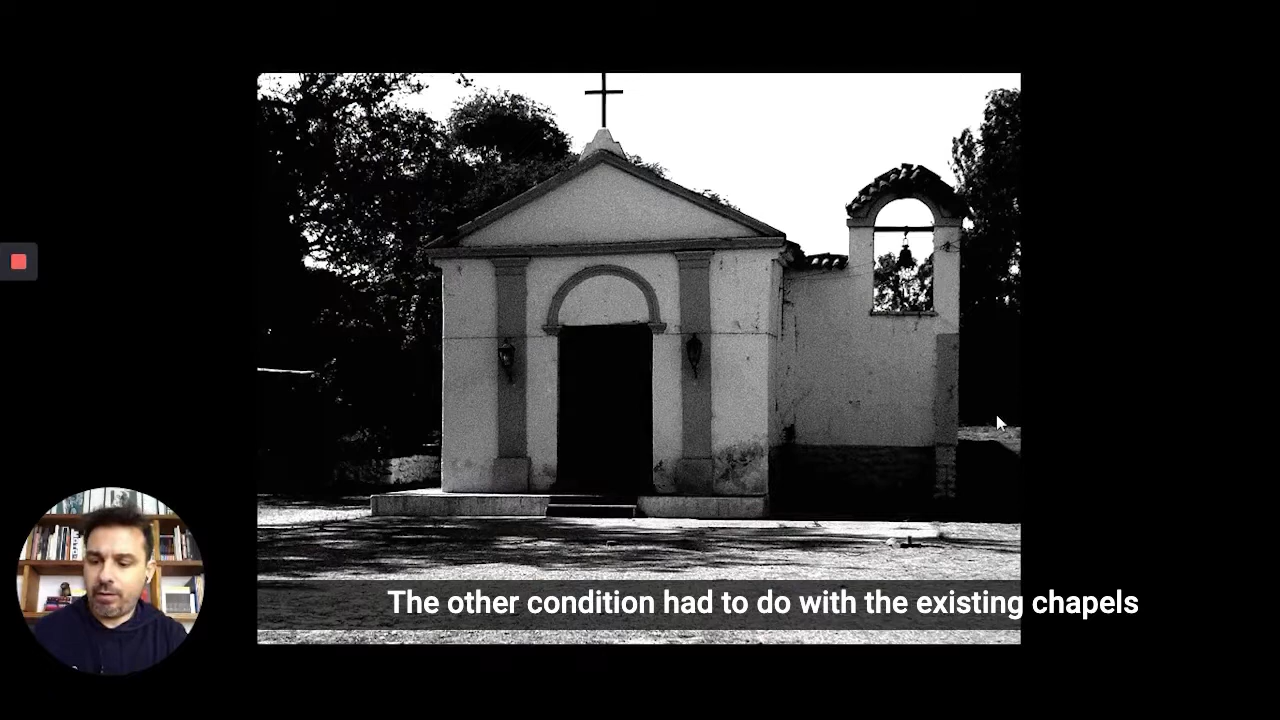 The other condition had to do with the existing chapels